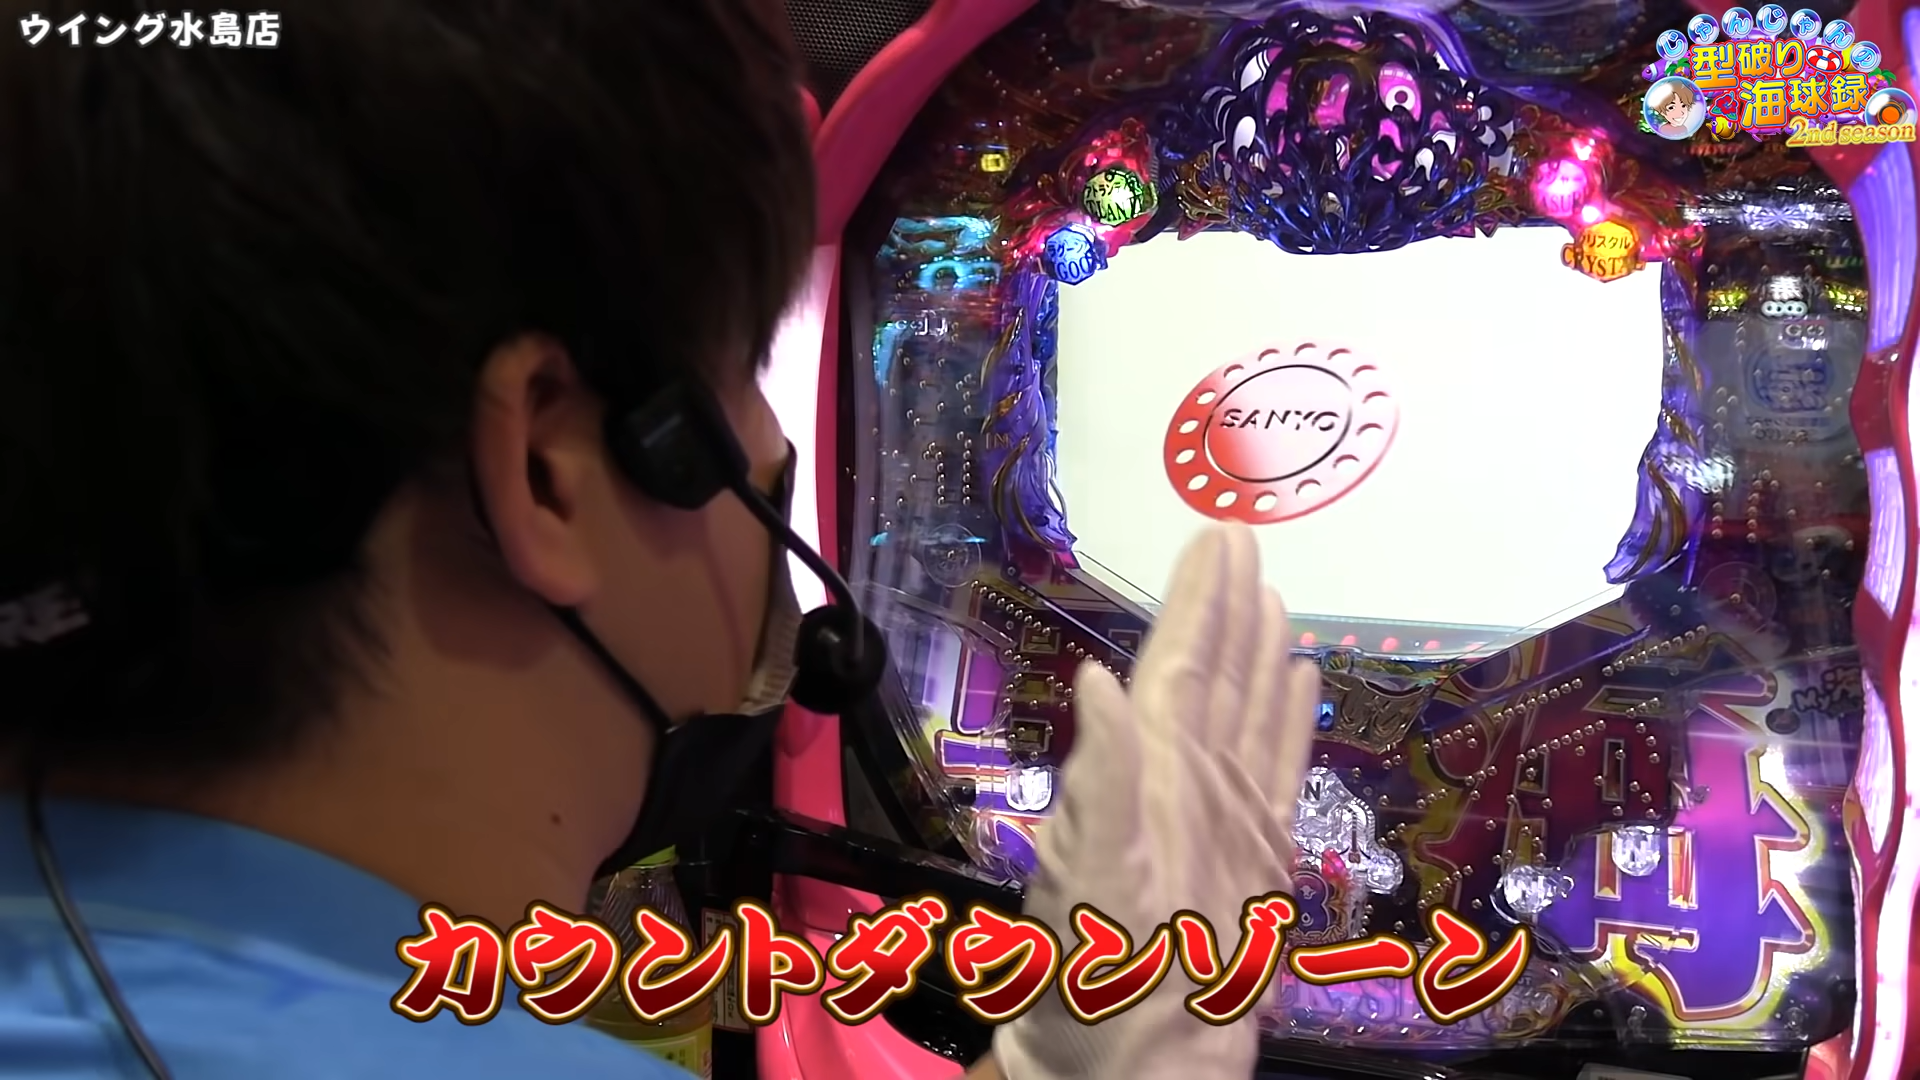 ウイング水島店
じゃんじゃんの
型破り
海球録
2nd season
クリスタル
CRYSTAL
SANYO
カウントダウンゾーン